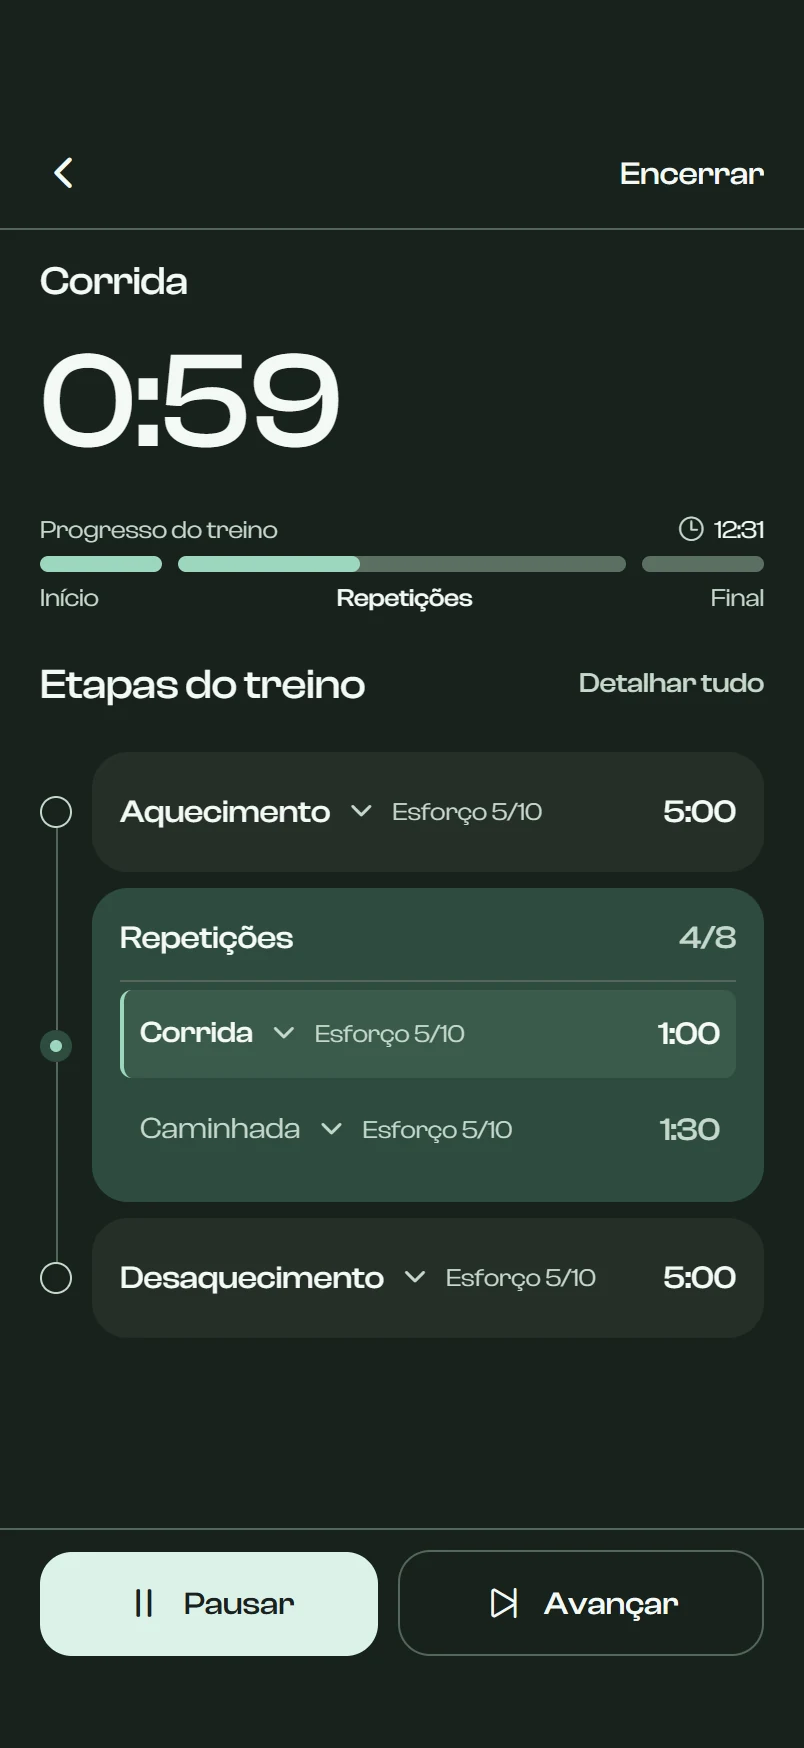 Encerrar
Corrida
0:59
Progresso do treino 12:31
Início Repetições Final
Etapas do treino Detalhar tudo
Aquecimento Esforço 5/10 5:00
Repetições 4/8
Corrida Esforço 5/10 1:00
Caminhada Esforço 5/10 1:30
Desaquecimento Esforço 5/10 5:00
Pausar Avançar